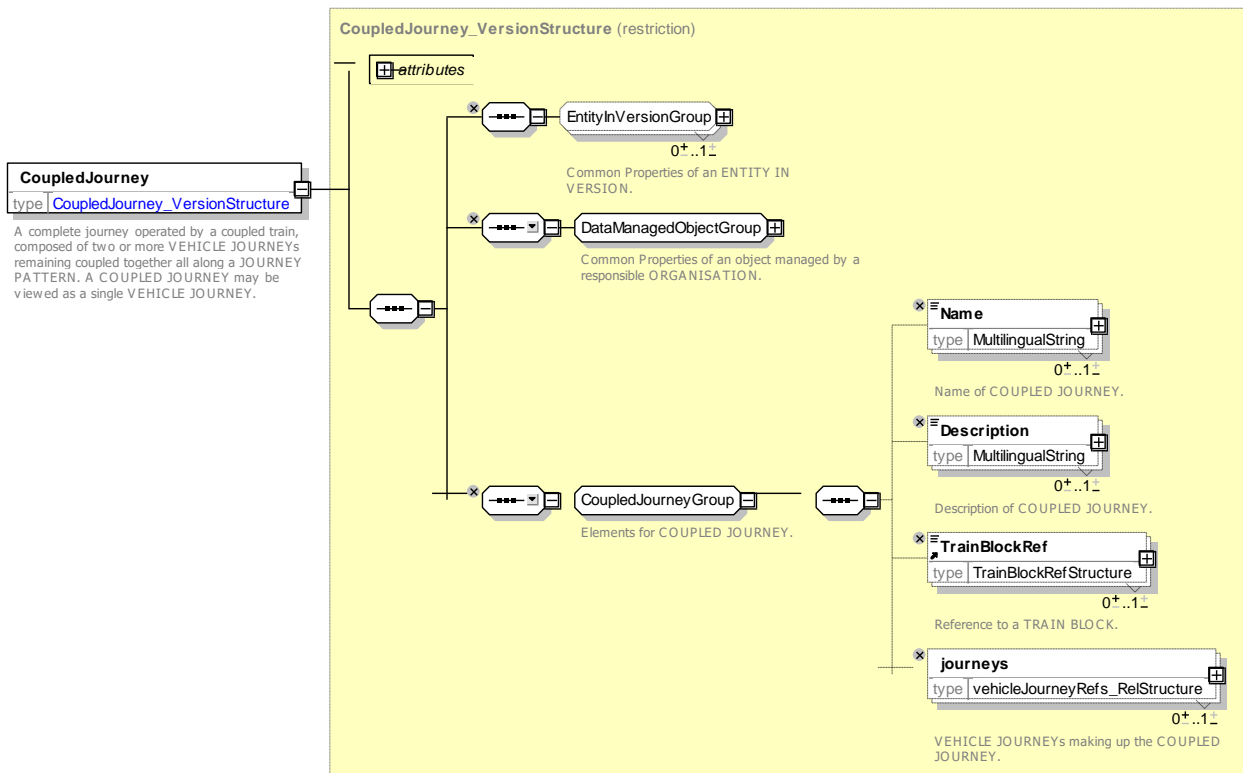 CoupledJourney_VersionStructure (restriction)
attributes
EntityInVersionGroup
0..1
Common Properties of an ENTITY IN
VERSION.
CoupledJourney
type CoupledJourney_VersionStructure
A complete journey operated by a coupled train,
composed of two or more VEHICLE JOURNEYs
remaining coupled together all along a JOURNEY
PATTERN. A COUPLED JOURNEY may be
viewed as a single VEHICLE JOURNEY.
DataManagedObjectGroup
Common Properties of an object managed by a
responsible ORGANISATION.
Name
type MultilingualString
0..1
Name of COUPLED JOURNEY.
Description
type MultilingualString
0..1
Description of COUPLED JOURNEY.
CoupledJourneyGroup
Elements for COUPLED JOURNEY.
TrainBlockRef
type TrainBlockRefStructure
0..1
Reference to a TRAIN BLOCK.
journeys
type vehicleJourneyRefs_RelStructure
0..1
VEHICLE JOURNEYs making up the COUPLED
JOURNEY.